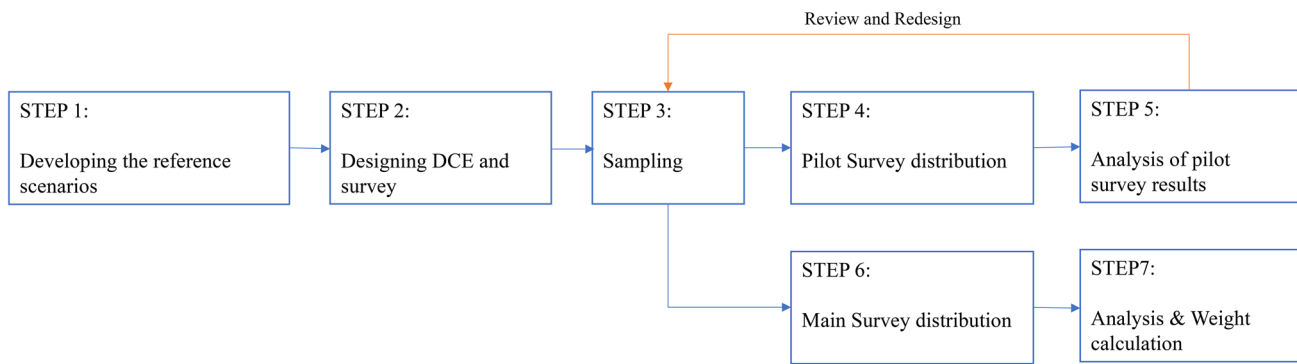 Review and Redesign
STEP 1:
Developing the reference
scenarios
STEP 2:
Designing DCE and
survey
STEP 3:
Sampling
STEP 4:
Pilot Survey distribution
STEP 5:
Analysis of pilot
survey results
STEP 6:
Main Survey distribution
STEP7:
Analysis & Weight
calculation